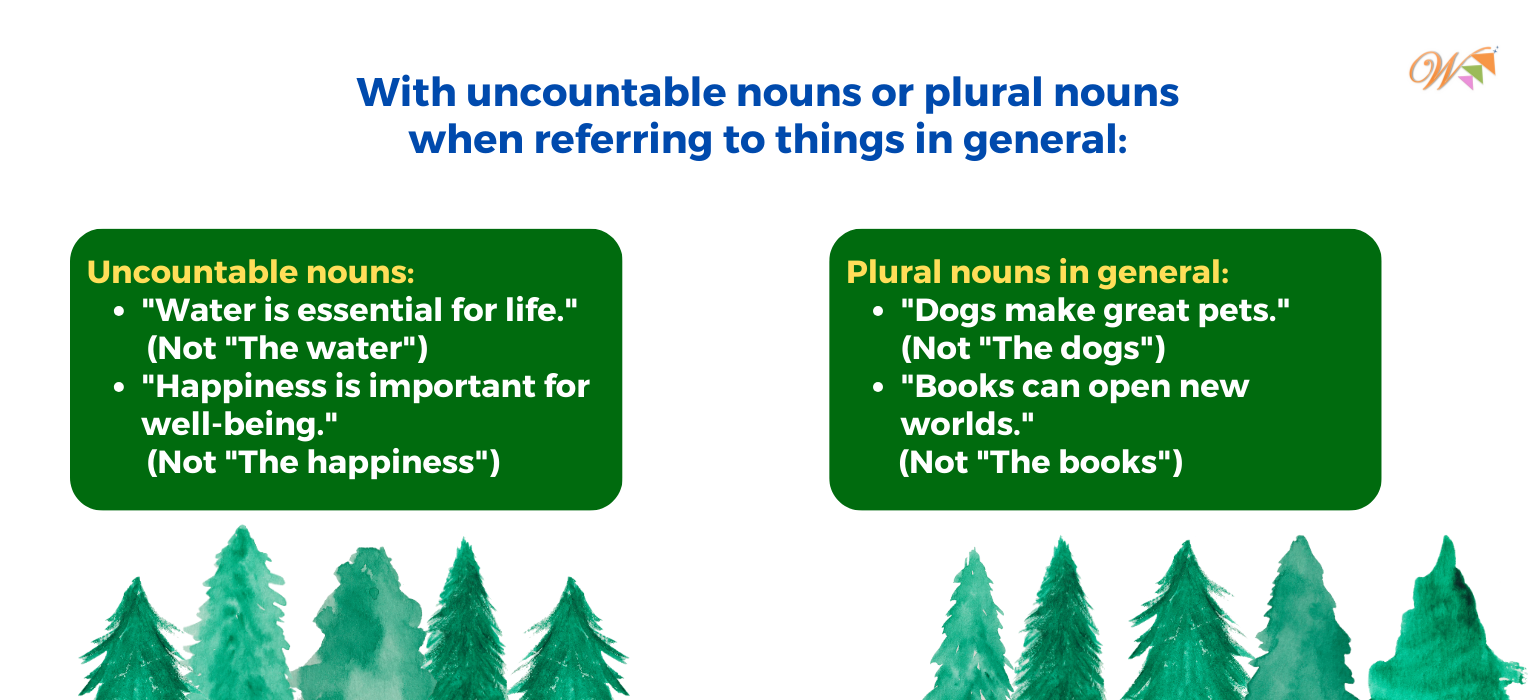 With uncountable nouns or plural nouns
when referring to things in general:
Uncountable nouns:
• "Water is essential for life."
(Not "The water")
• "Happiness is important for
well-being."
(Not "The happiness")
Plural nouns in general:
• "Dogs make great pets."
(Not "The dogs")
• "Books can open new
worlds."
(Not "The books")
W